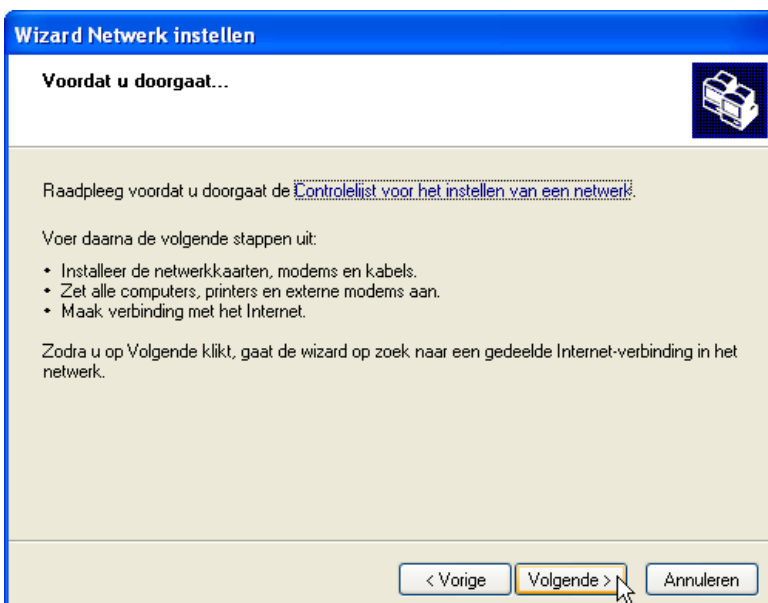 Wizard Netwerk instellen
Voordat u doorgaat...
Raadpleeg voordat u doorgaat de Controlelijst voor het instellen van een netwerk.
Voer daarna de volgende stappen uit:
• Installeer de netwerkkaarten, modems en kabels.
• Zet alle computers, printers en externe modems aan.
• Maak verbinding met het Internet.
Zodra u op Volgende klikt, gaat de wizard op zoek naar een gedeelde Internet-verbinding in het
netwerk.
< Vorige Volgende > Annuleren